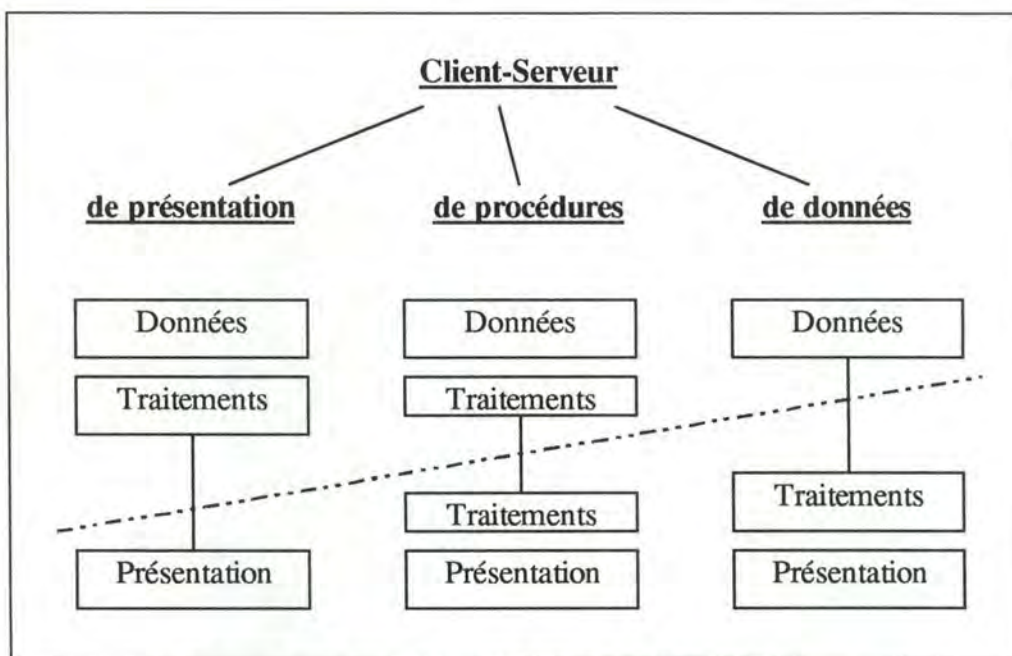 Client-Serveur
de présentation
de procédures
de données
Données
Traitements
Présentation
Données
Traitements
Traitements
Présentation
Données
Traitements
Présentation